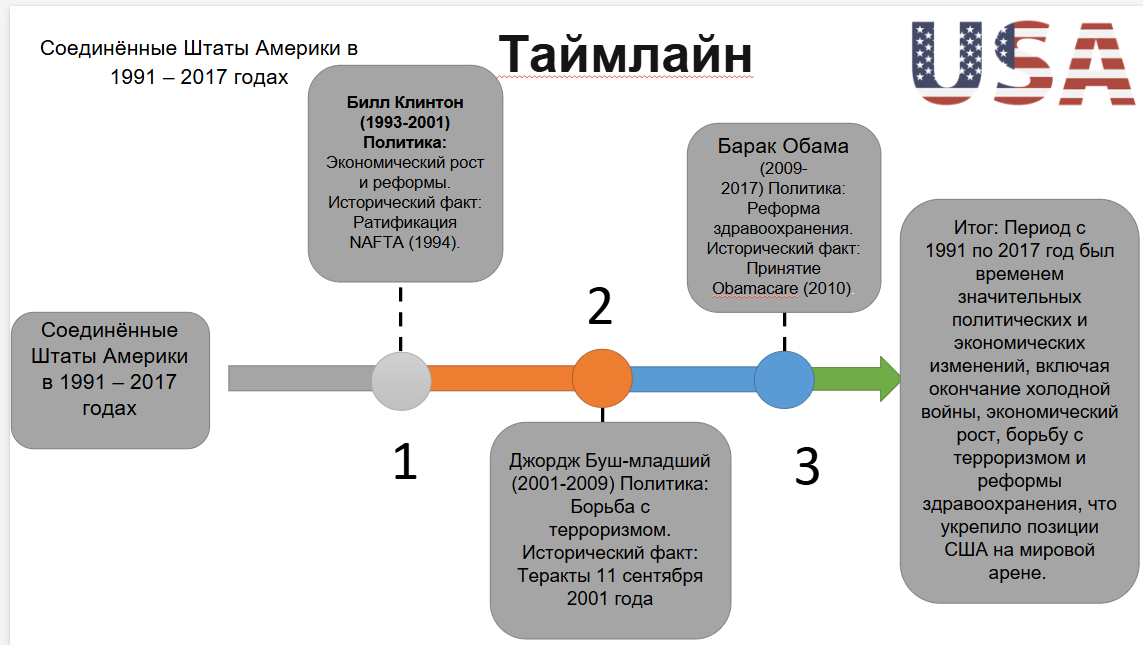 Соединённые Штаты Америки в
1991 – 2017 годах
Таймлайн
USA
Билл Клинтон
(1993-2001)
Политика:
Экономический рост
и реформы.
Исторический факт:
Ратификация
NAFTA (1994).
Барак Обама
(2009-
2017) Политика:
Реформа
здравоохранения.
Исторический факт:
Принятие
Obamacare (2010)
Соединённые
Штаты Америки
в 1991 – 2017
годах
1
2
3
Джордж Буш-младший
(2001-2009) Политика:
Борьба с
терроризмом.
Исторический факт:
Теракты 11 сентября
2001 года
Итог: Период с
1991 по 2017 год был
временем
значительных
политических и
экономических
изменений, включая
окончание холодной
войны, экономический
рост, борьбу с
терроризмом и
реформы
здравоохранения, что
укрепило позиции
США на мировой
арене.